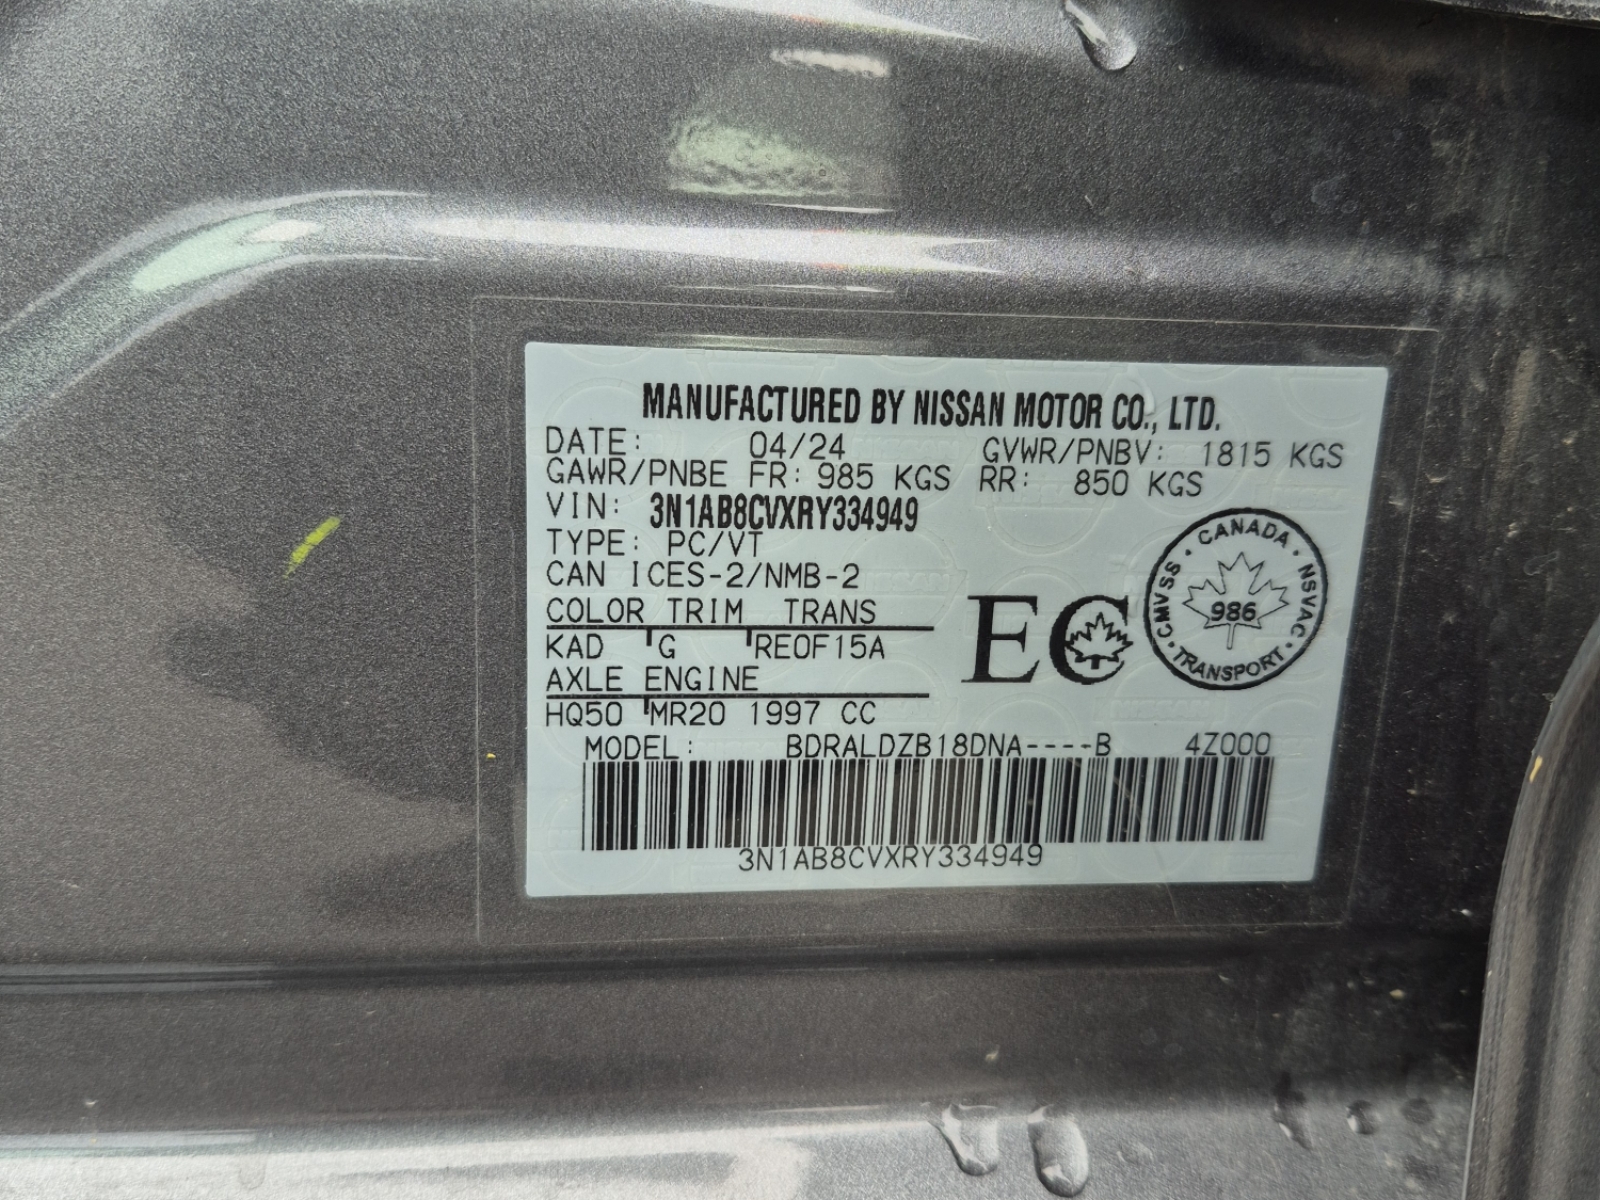 MANUFACTURED BY NISSAN MOTOR CO., LTD.
DATE: 04/24 GVWR/PNBV: 1815 KGS
GAWR/PNBE FR: 985 KGS RR: 850 KGS
VIN: 3N1AB8CVXRY334949
TYPE: PC/VT
CAN ICES-2/NMB-2
COLOR TRIM TRANS
KAD G RE0F15A
AXLE ENGINE
HQ50 MR20 1997 CC
EC
CANADA
CMVSS 986 NSVAC
TRANSPORT
MODEL: BDRALDZB18DNA----B 4Z000
3N1AB8CVXRY334949